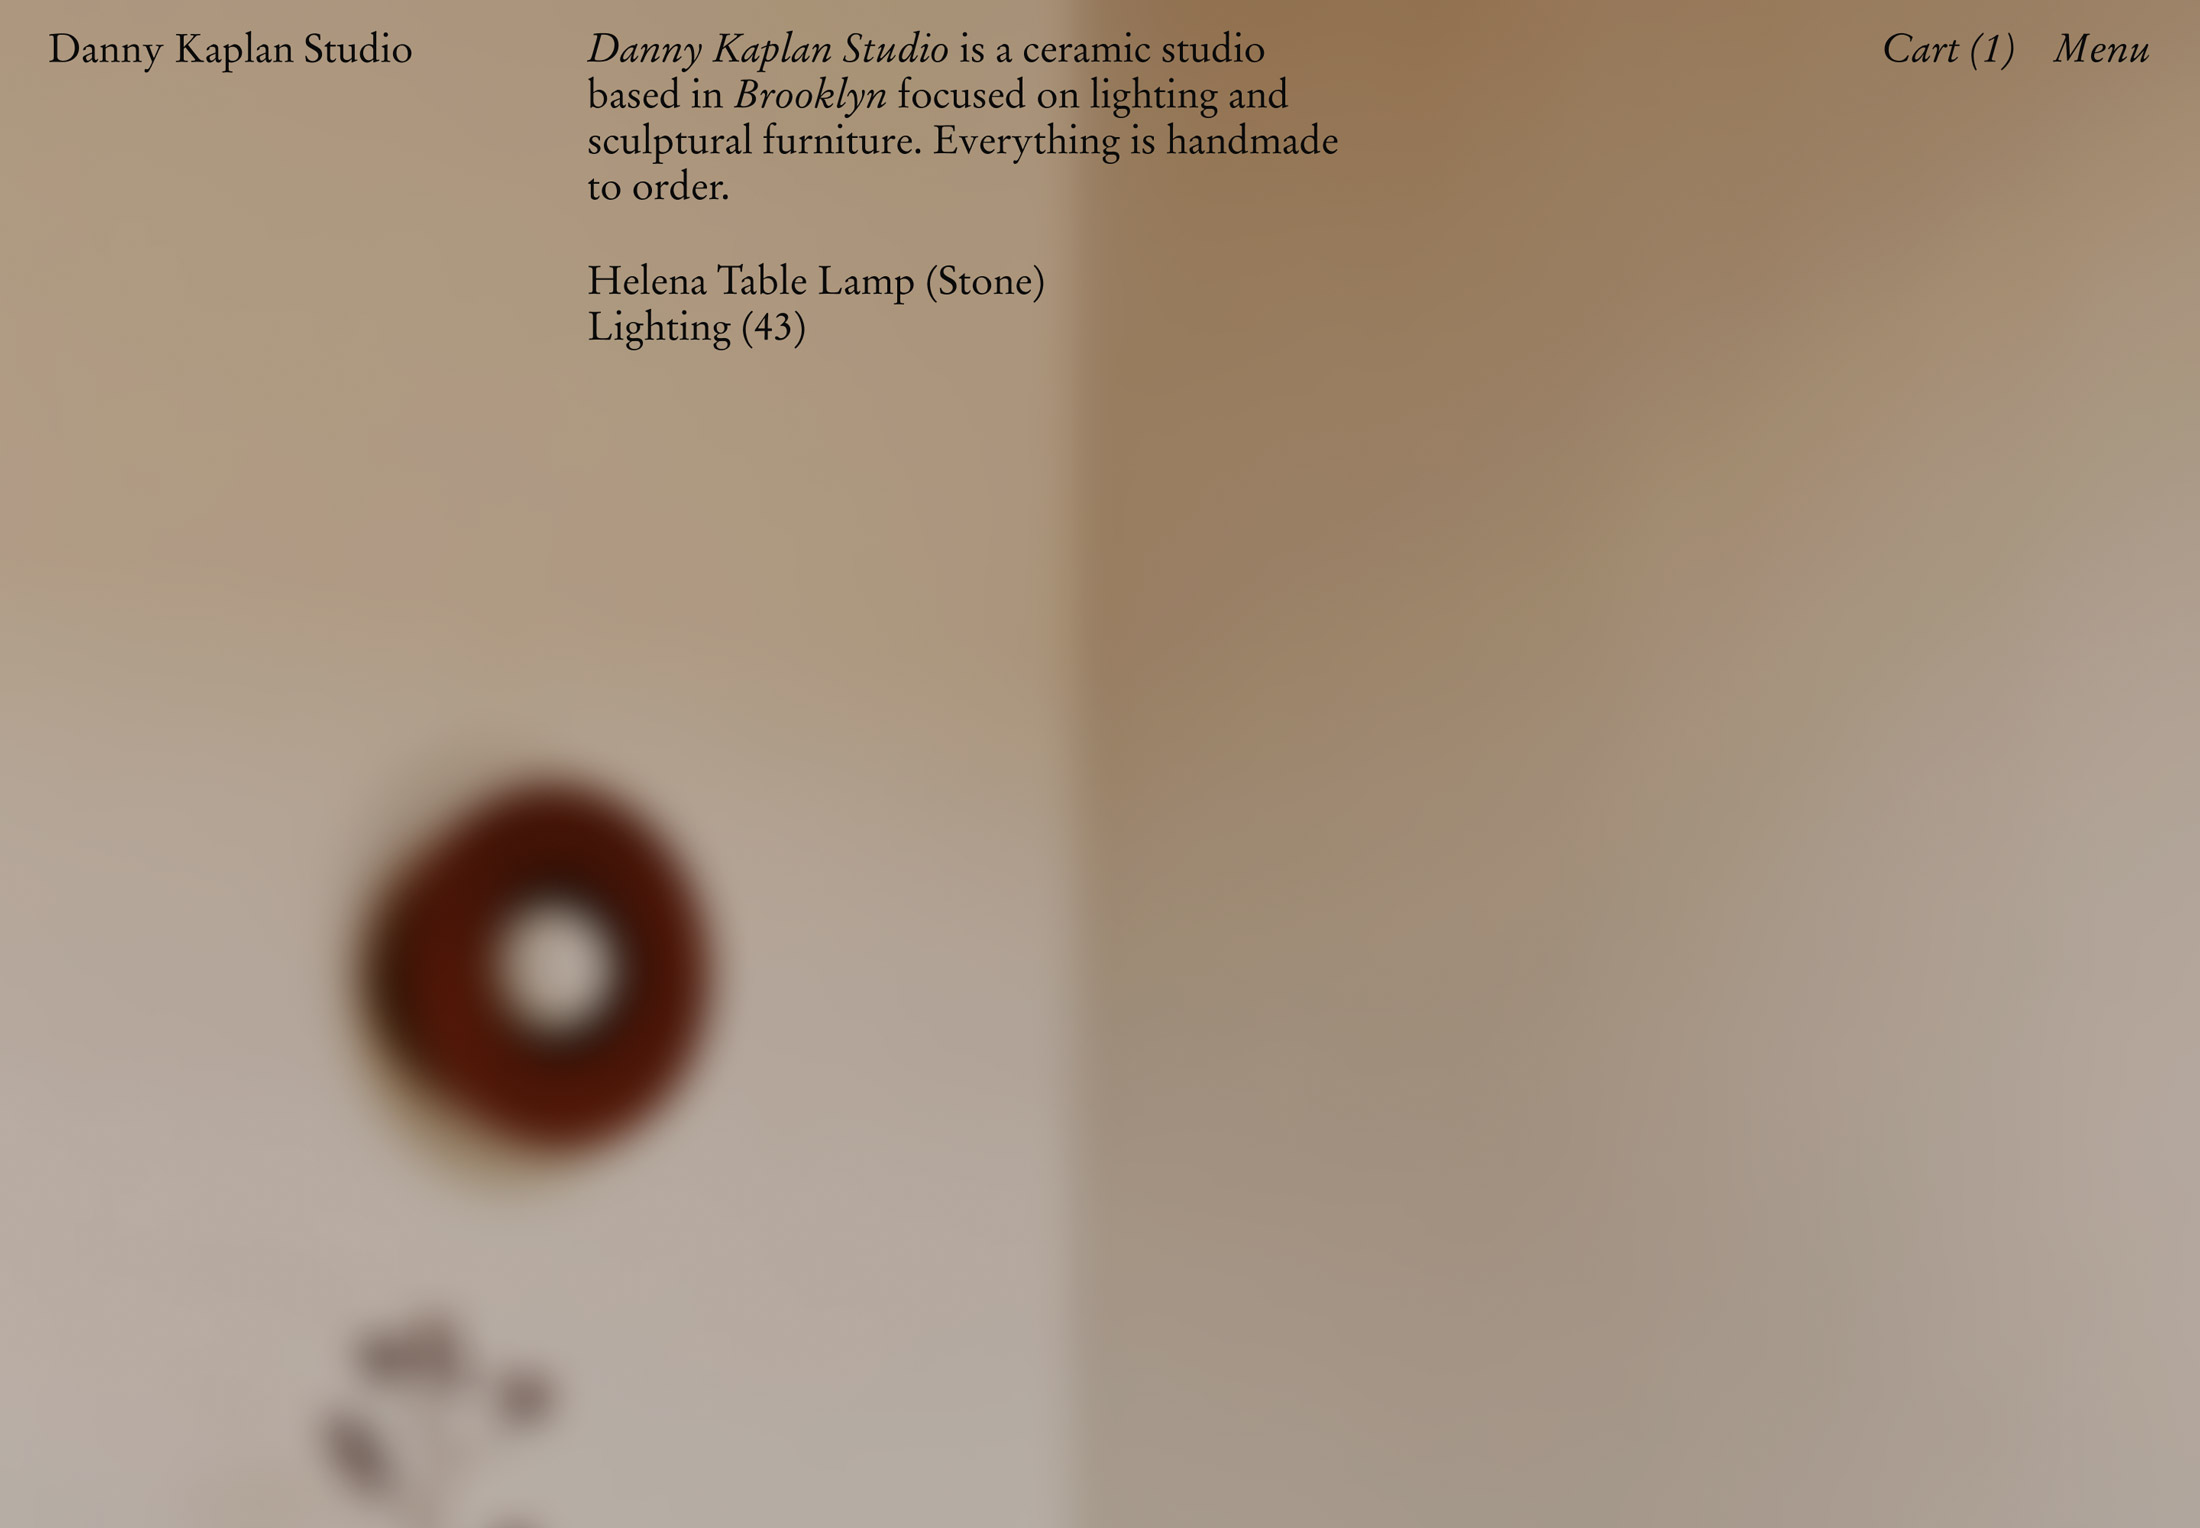 Danny Kaplan Studio
Danny Kaplan Studio is a ceramic studio
based in Brooklyn focused on lighting and
sculptural furniture. Everything is handmade
to order.
Helena Table Lamp (Stone)
Lighting (43)
Cart (1) Menu